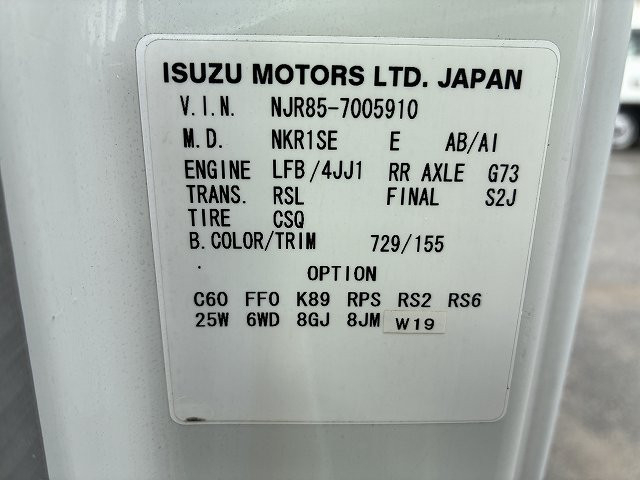 ISUZU MOTORS LTD. JAPAN
V.I.N. NJR85-7005910
M.D. NKR1SE E AB/AI
ENGINE LFB/4JJ1 RR AXLE G73
TRANS. RSL FINAL S2J
TIRE CSQ
B.COLOR/TRIM 729/155
OPTION
C60 FF0 K89 RPS RS2 RS6
25W 6WD 8GJ 8JM W19